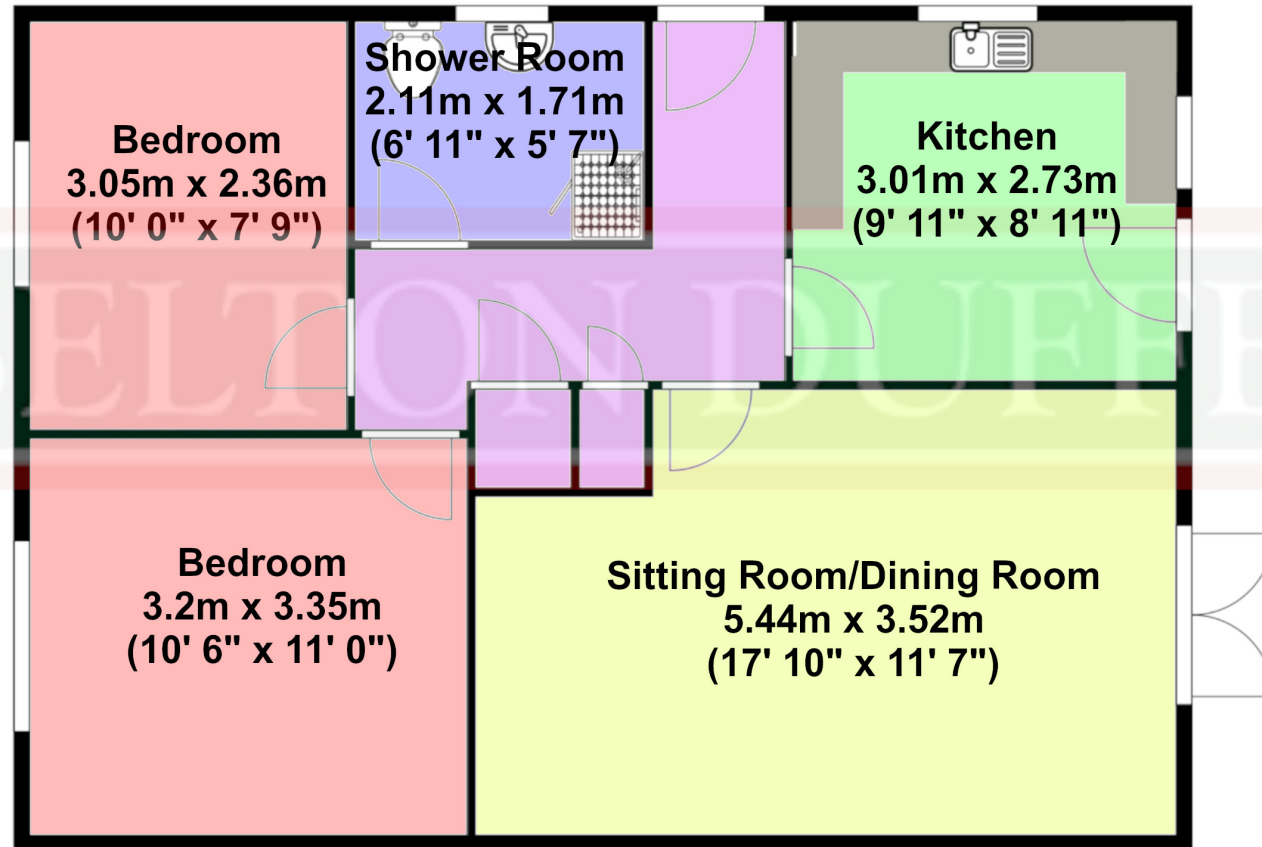 Shower Room
2.11m x 1.71m
(6' 11" x 5' 7")
Bedroom
3.05m x 2.36m
(10' 0" x 7' 9")
Kitchen
3.01m x 2.73m
(9' 11" x 8' 11")
ELTON DUFFE
Bedroom
3.2m x 3.35m
(10' 6" x 11' 0")
Sitting Room/Dining Room
5.44m x 3.52m
(17' 10" x 11' 7")